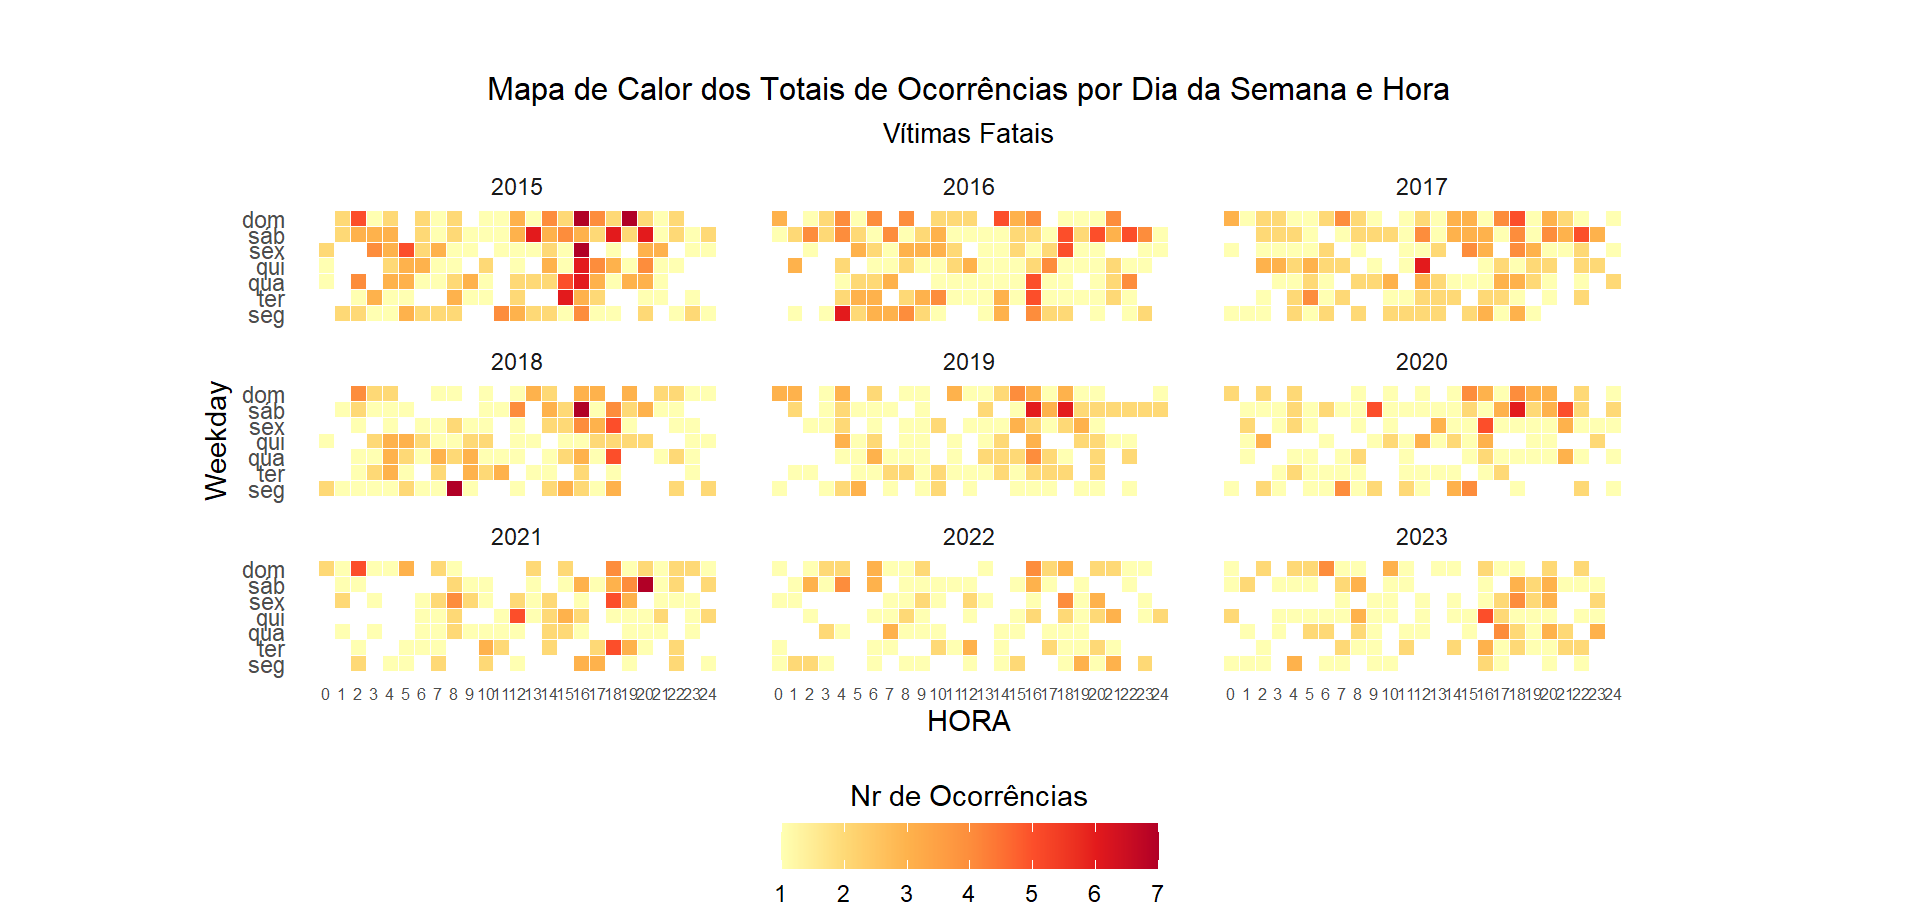 Mapa de Calor dos Totais de Ocorrências por Dia da Semana e Hora
Vítimas Fatais
2015 2016 2017
dom
sáb
sex
qui
qua
ter
seg
2018 2019 2020
Weekday
dom
sáb
sex
qui
qua
ter
seg
2021 2022 2023
dom
sáb
sex
qui
qua
ter
seg
0 1 2 3 4 5 6 7 8 9 10 11 12 13 14 15 16 17 18 19 20 21 22 23 24 0 1 2 3 4 5 6 7 8 9 10 11 12 13 14 15 16 17 18 19 20 21 22 23 24 0 1 2 3 4 5 6 7 8 9 10 11 12 13 14 15 16 17 18 19 20 21 22 23 24
HORA
Nr de Ocorrências
1 2 3 4 5 6 7